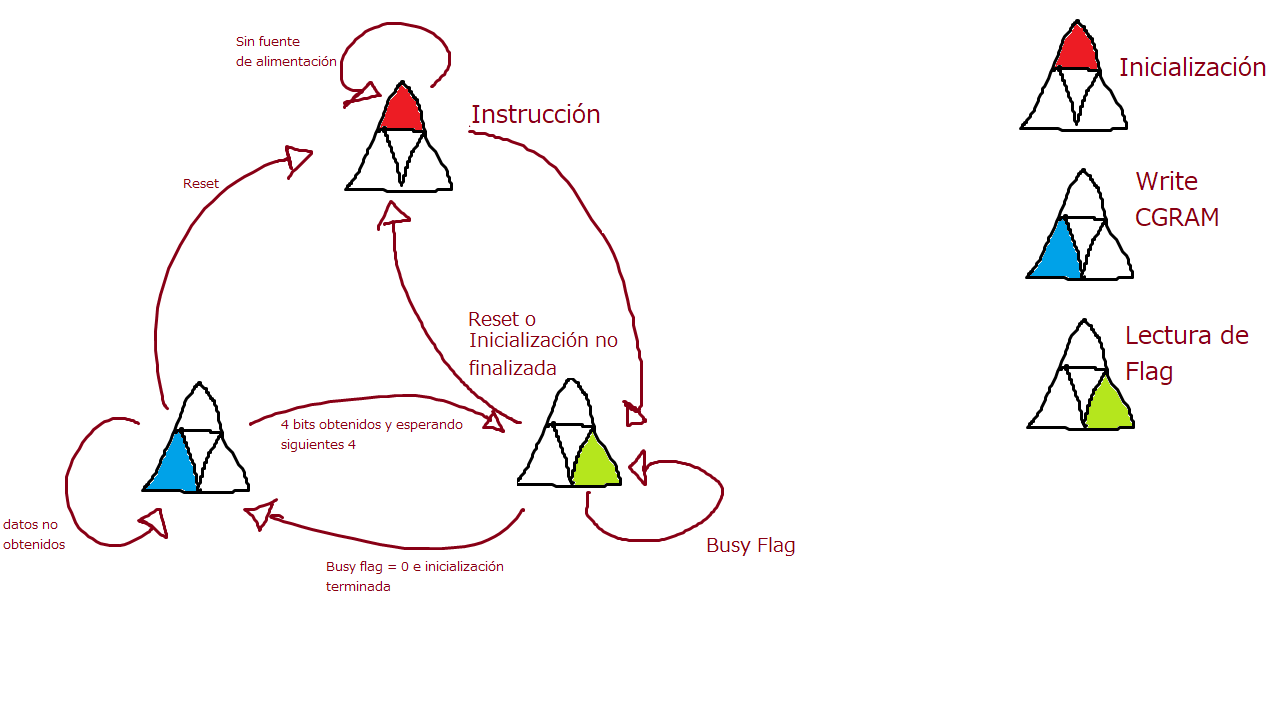 Sin fuente
de alimentación
Instrucción
Reset
Reset o
Inicialización no
finalizada
4 bits obtenidos y esperando
siguientes 4
datos no
obtenidos
Busy Flag
Busy flag = 0 e inicialización
terminada
Inicialización
Write
CGRAM
Lectura de
Flag